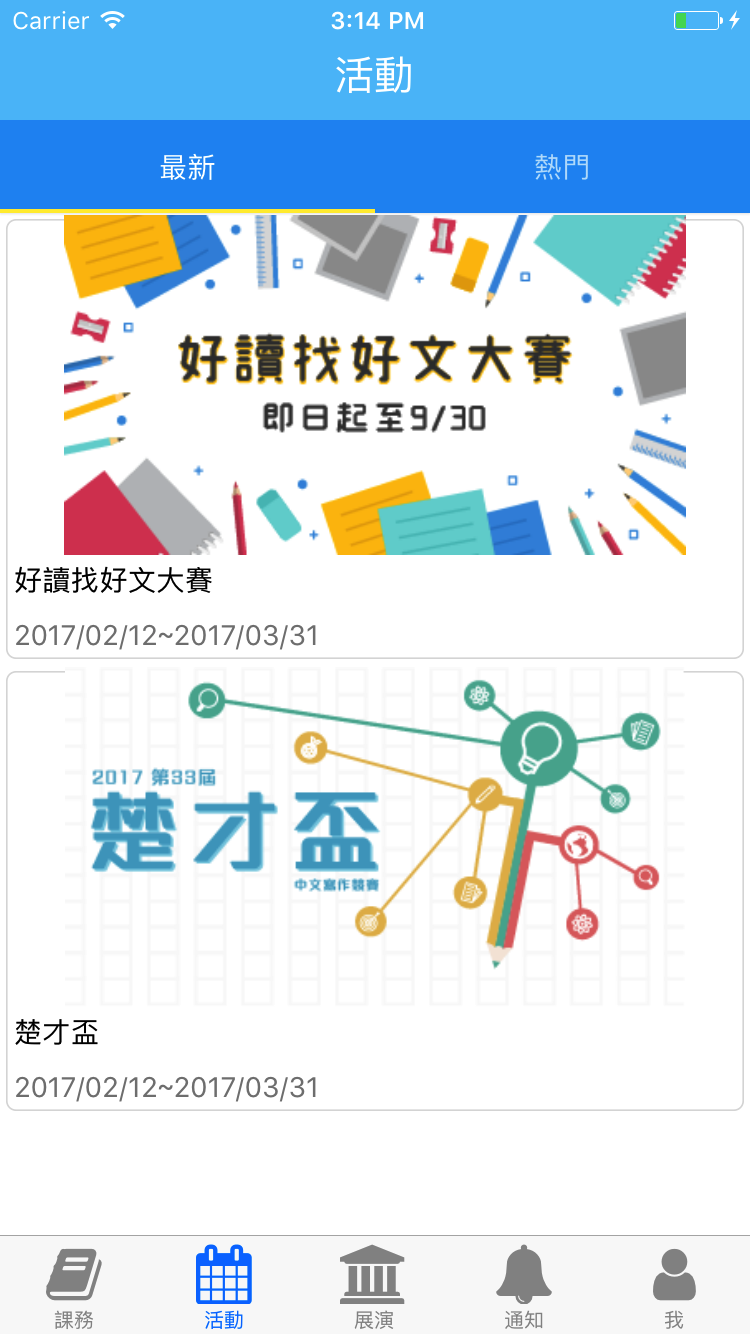 Carrier 3:14 PM
活動
最新 熱門
好讀找好文大賽
即日起至9/30
好讀找好文大賽
2017/02/12~2017/03/31
2017 第33屆
楚才盃
中文寫作競賽
楚才盃
2017/02/12~2017/03/31
課務 活動 展演 通知 我